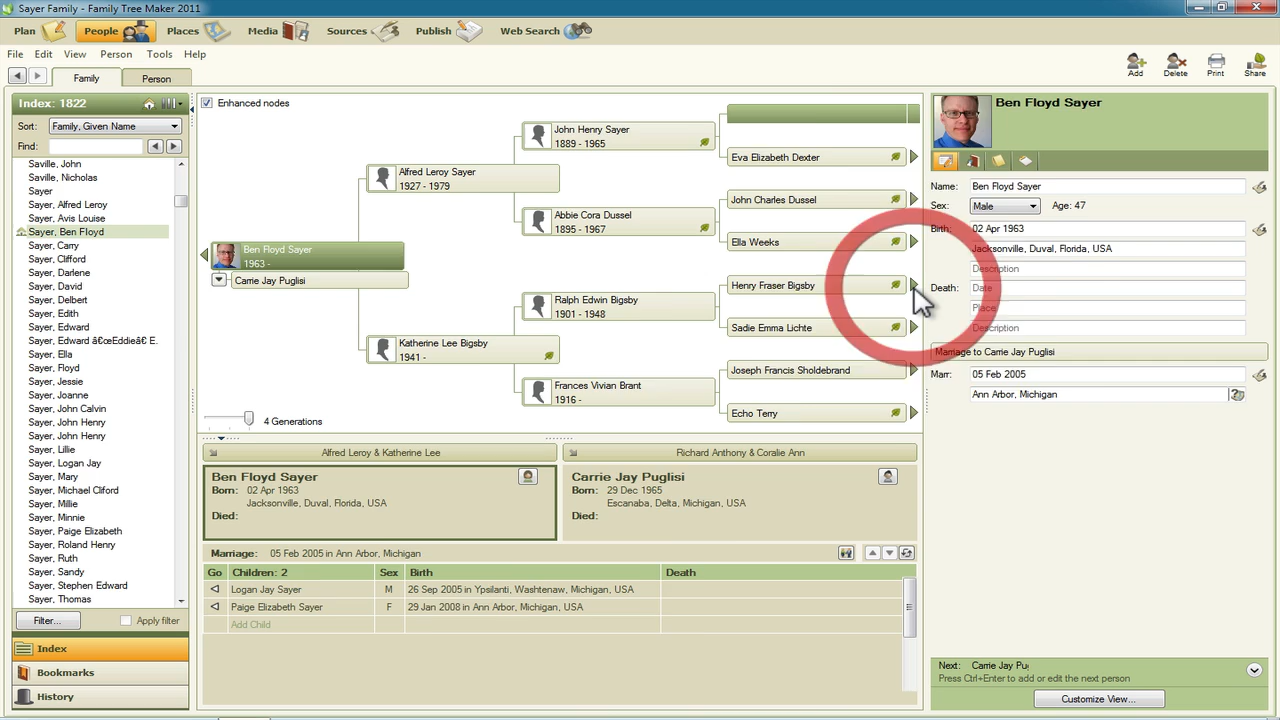 Sayer Family - Family Tree Maker 2011
Plan People Places Media Sources Publish Web Search
File Edit View Person Tools Help
Family Person
Add Delete Print Share
Index: 1822
Sort: Family, Given Name
Find:
Saville, John
Saville, Nicholas
Sayer
Sayer, Alfred Leroy
Sayer, Avis Louise
Sayer, Ben Floyd
Sayer, Carry
Sayer, Clifford
Sayer, Darlene
Sayer, David
Sayer, Delbert
Sayer, Edith
Sayer, Edward
Sayer, Edward â€œEddieâ€ E.
Sayer, Ella
Sayer, Floyd
Sayer, Jessie
Sayer, Joanne
Sayer, John Calvin
Sayer, John Henry
Sayer, John Henry
Sayer, Lillie
Sayer, Logan Jay
Sayer, Mary
Sayer, Michael Cliford
Sayer, Millie
Sayer, Minnie
Sayer, Paige Elizabeth
Sayer, Roland Henry
Sayer, Ruth
Sayer, Sandy
Sayer, Stephen Edward
Sayer, Thomas
Filter... Apply filter
Index
Bookmarks
History
Enhanced nodes
Ben Floyd Sayer
1963 -
Carrie Jay Puglisi
Alfred Leroy Sayer
1927 - 1979
Katherine Lee Bigsby
1941 -
John Henry Sayer
1889 - 1965
Abbie Cora Dussel
1895 - 1967
Ralph Edwin Bigsby
1901 - 1948
Frances Vivian Brant
1916 -
Eva Elizabeth Dexter
John Charles Dussel
Ella Weeks
Henry Fraser Bigsby
Sadie Emma Lichte
Joseph Francis Sholdebrand
Echo Terry
4 Generations
Alfred Leroy & Katherine Lee
Richard Anthony & Coralie Ann
Ben Floyd Sayer
Born: 02 Apr 1963
Jacksonville, Duval, Florida, USA
Died:
Carrie Jay Puglisi
Born: 29 Dec 1965
Escanaba, Delta, Michigan, USA
Died:
Marriage: 05 Feb 2005 in Ann Arbor, Michigan
Go Children: 2 Sex Birth Death
Logan Jay Sayer M 26 Sep 2005 in Ypsilanti, Washtenaw, Michigan, USA
Paige Elizabeth Sayer F 29 Jan 2008 in Ann Arbor, Michigan, USA
Add Child
Ben Floyd Sayer
Name: Ben Floyd Sayer
Sex: Male Age: 47
Birth: 02 Apr 1963
Jacksonville, Duval, Florida, USA
Description
Death: Date
Place
Description
Marriage to Carrie Jay Puglisi
Marr: 05 Feb 2005
Ann Arbor, Michigan
Next: Carrie Jay Pug
Press Ctrl+Enter to add or edit the next person
Customize View...